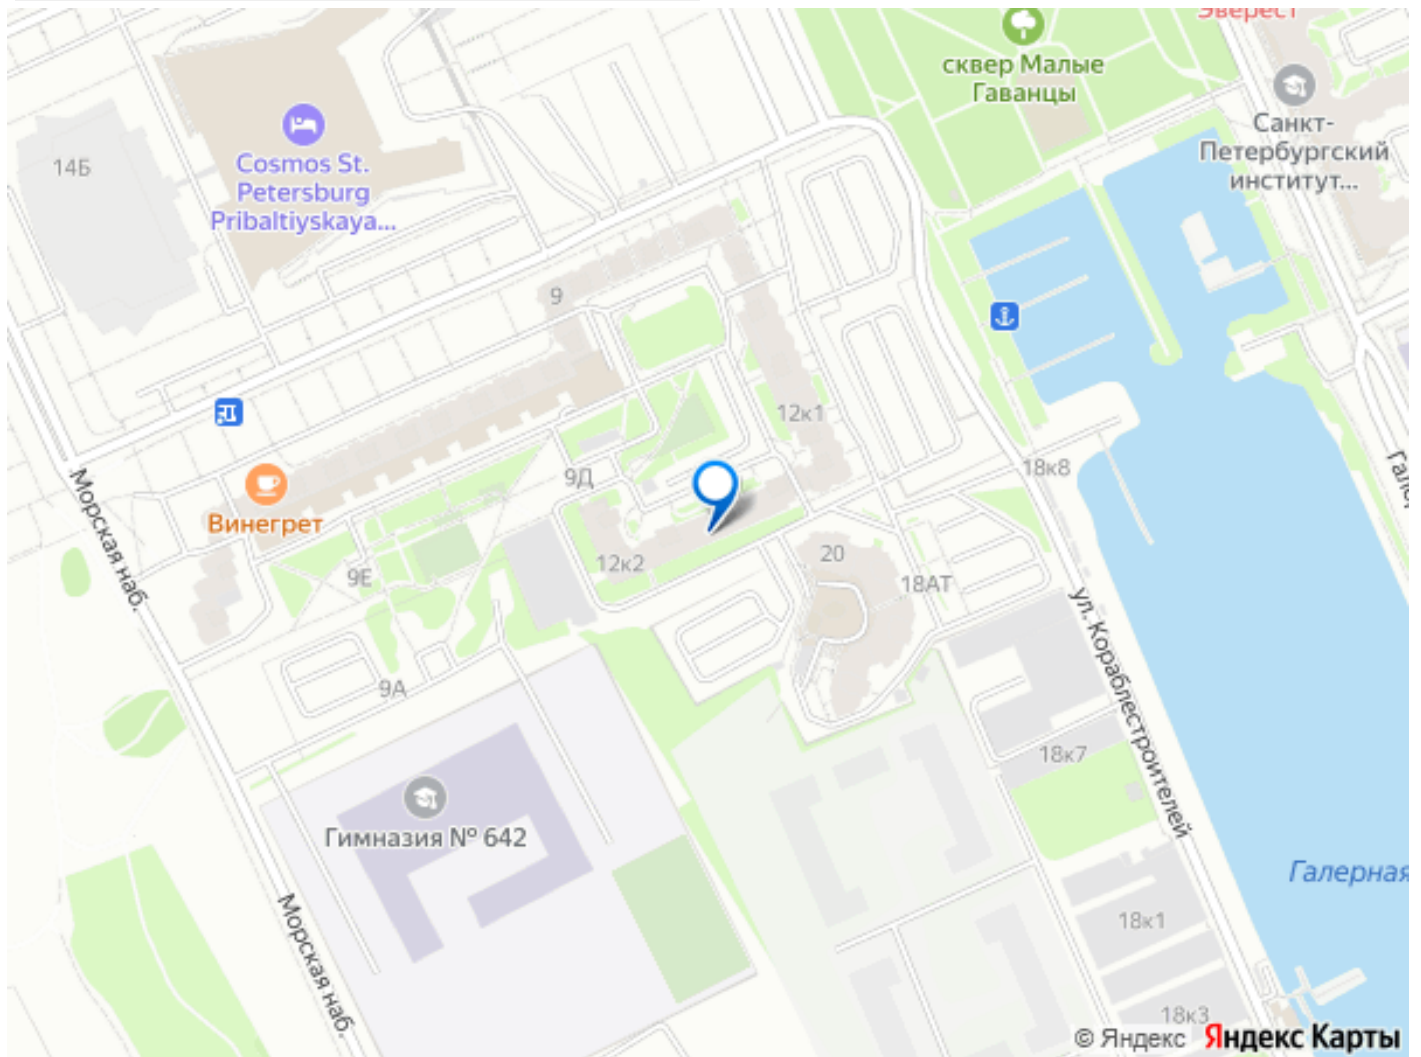 Эверест
сквер Малые
Гаванцы
Санкт-
Петербургский
институт...
14Б
Cosmos St.
Petersburg
Pribaltiyskaya...
9
12к1
Винегрет
9Д
18к8
Морская наб.
9Е
12к2
20
18АТ
ул. Кораблестроителей
9А
18к7
Гимназия № 642
Галерная
Морская наб.
18к1
18к3
© Яндекс Яндекс Карты